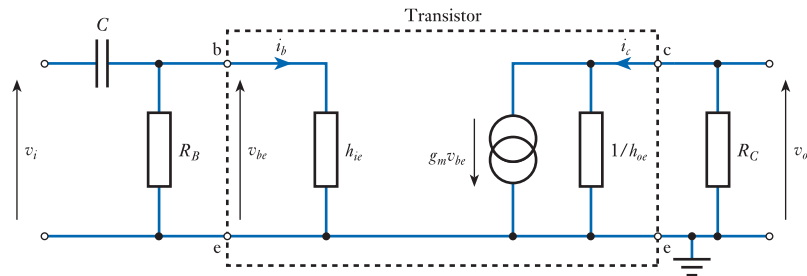 Transistor
C
b
i_b
i_c
c
v_i
R_B
v_be
h_ie
g_m v_be
1/h_oe
R_C
v_o
e
e